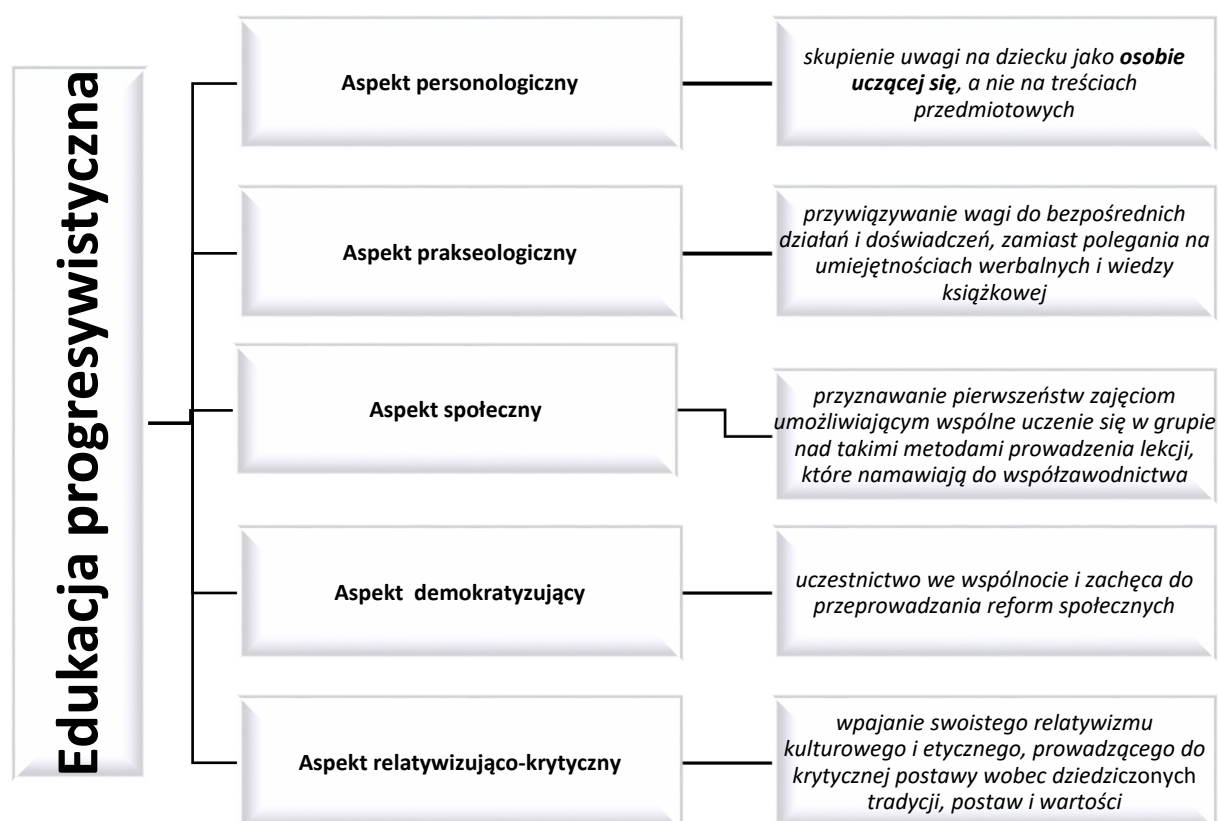 Edukacja progresywistyczna
Aspekt personologiczny
skupienie uwagi na dziecku jako osobie
uczącej się, a nie na treściach
przedmiotowych
Aspekt prakseologiczny
przywiązywanie wagi do bezpośrednich
działań i doświadczeń, zamiast polegania na
umiejętnościach werbalnych i wiedzy
książkowej
Aspekt społeczny
przyznawanie pierwszeństw zajęciom
umożliwiającym wspólne uczenie się w grupie
nad takimi metodami prowadzenia lekcji,
które namawiają do współzawodnictwa
Aspekt demokratyzujący
uczestnictwo we wspólnocie i zachęca do
przeprowadzania reform społecznych
Aspekt relatywizująco-krytyczny
wpajanie swoistego relatywizmu
kulturowego i etycznego, prowadzącego do
krytycznej postawy wobec dziedziczonych
tradycji, postaw i wartości